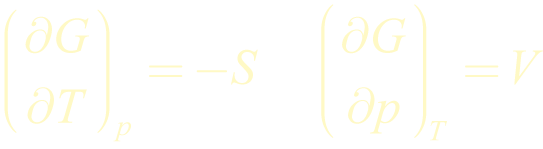 (∂G/∂T)_p = −S    (∂G/∂p)_T = V